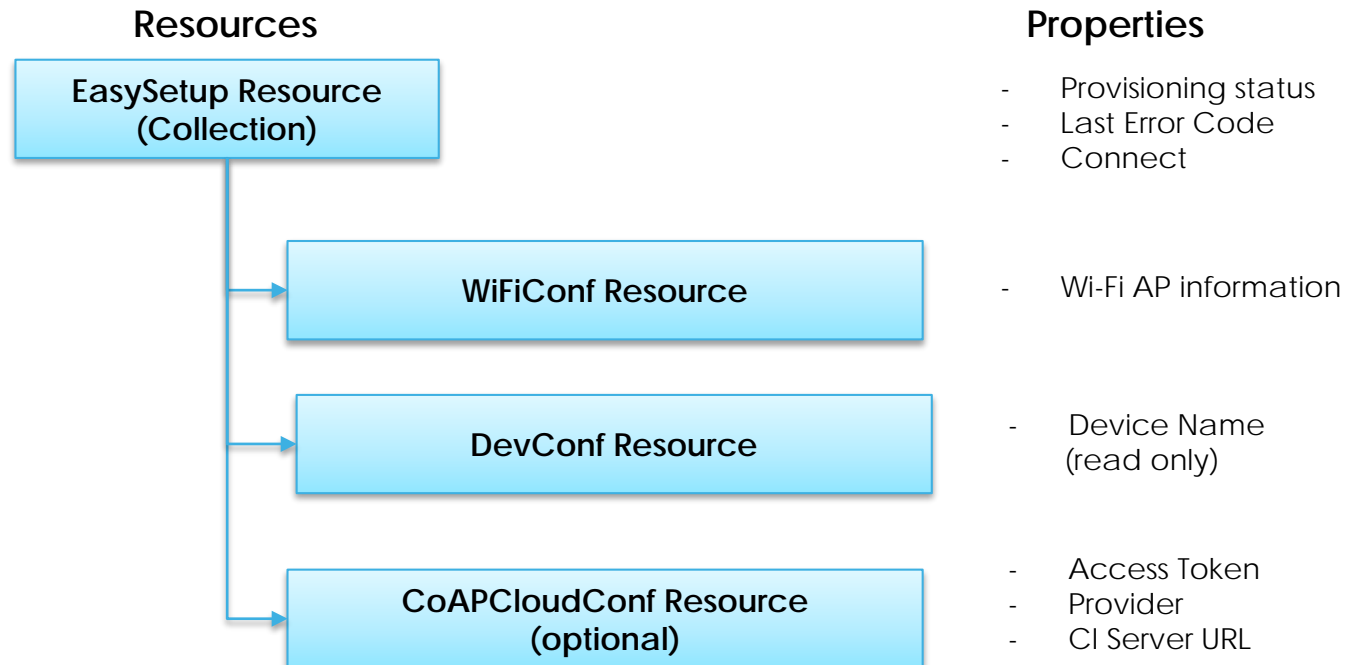 Resources
Properties
EasySetup Resource
(Collection)
- Provisioning status
- Last Error Code
- Connect
WiFiConf Resource
- Wi-Fi AP information
DevConf Resource
- Device Name
(read only)
CoAPCloudConf Resource
(optional)
- Access Token
- Provider
- CI Server URL